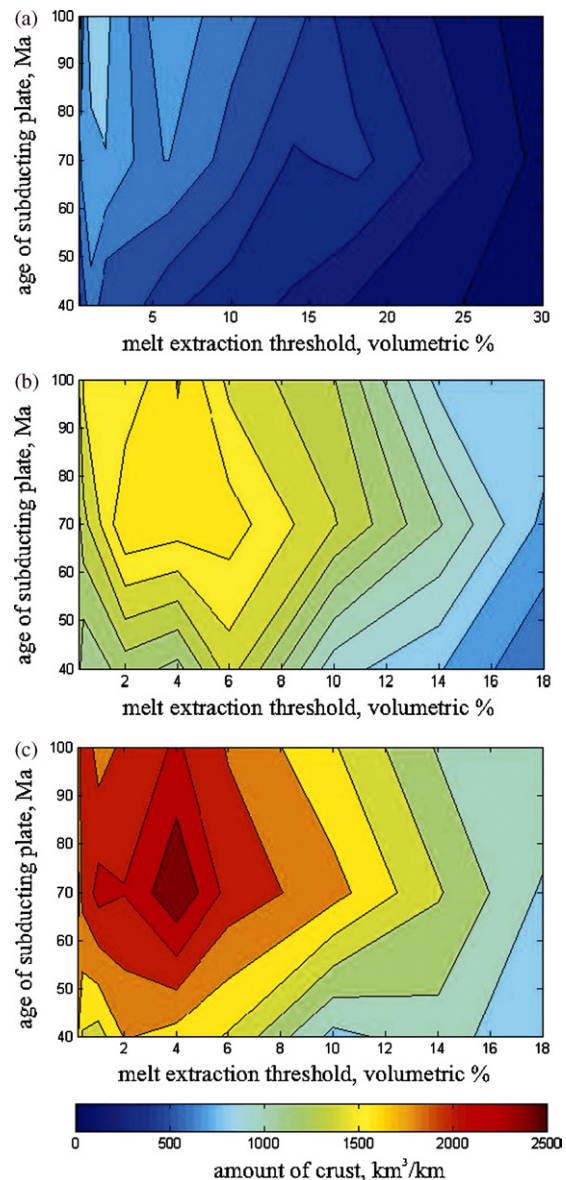 (a)
100
90
80
70
60
50
40
age of subducting plate, Ma
5 10 15 20 25 30
melt extraction threshold, volumetric %
(b)
100
90
80
70
60
50
40
age of subducting plate, Ma
2 4 6 8 10 12 14 16 18
melt extraction threshold, volumetric %
(c)
100
90
80
70
60
50
40
age of subducting plate, Ma
2 4 6 8 10 12 14 16 18
melt extraction threshold, volumetric %
0 500 1000 1500 2000 2500
amount of crust, km³/km